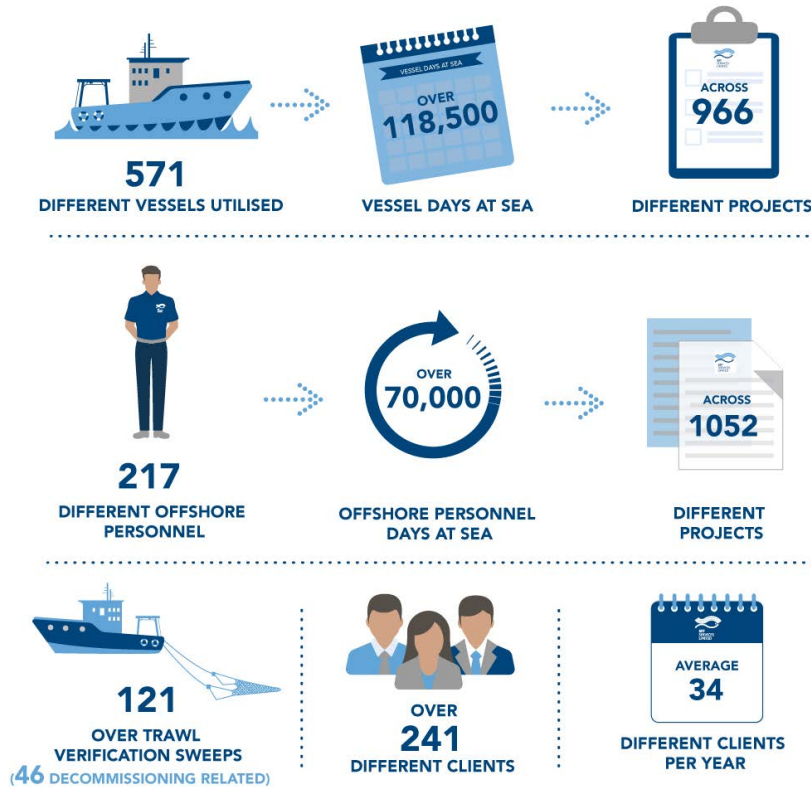 571
DIFFERENT VESSELS UTILISED
VESSEL DAYS AT SEA
OVER
118,500
VESSEL DAYS AT SEA
ACROSS
966
DIFFERENT PROJECTS
217
DIFFERENT OFFSHORE
PERSONNEL
OVER
70,000
OFFSHORE PERSONNEL
DAYS AT SEA
ACROSS
1052
DIFFERENT
PROJECTS
121
OVER TRAWL
VERIFICATION SWEEPS
(46 DECOMMISSIONING RELATED)
OVER
241
DIFFERENT CLIENTS
AVERAGE
34
DIFFERENT CLIENTS
PER YEAR